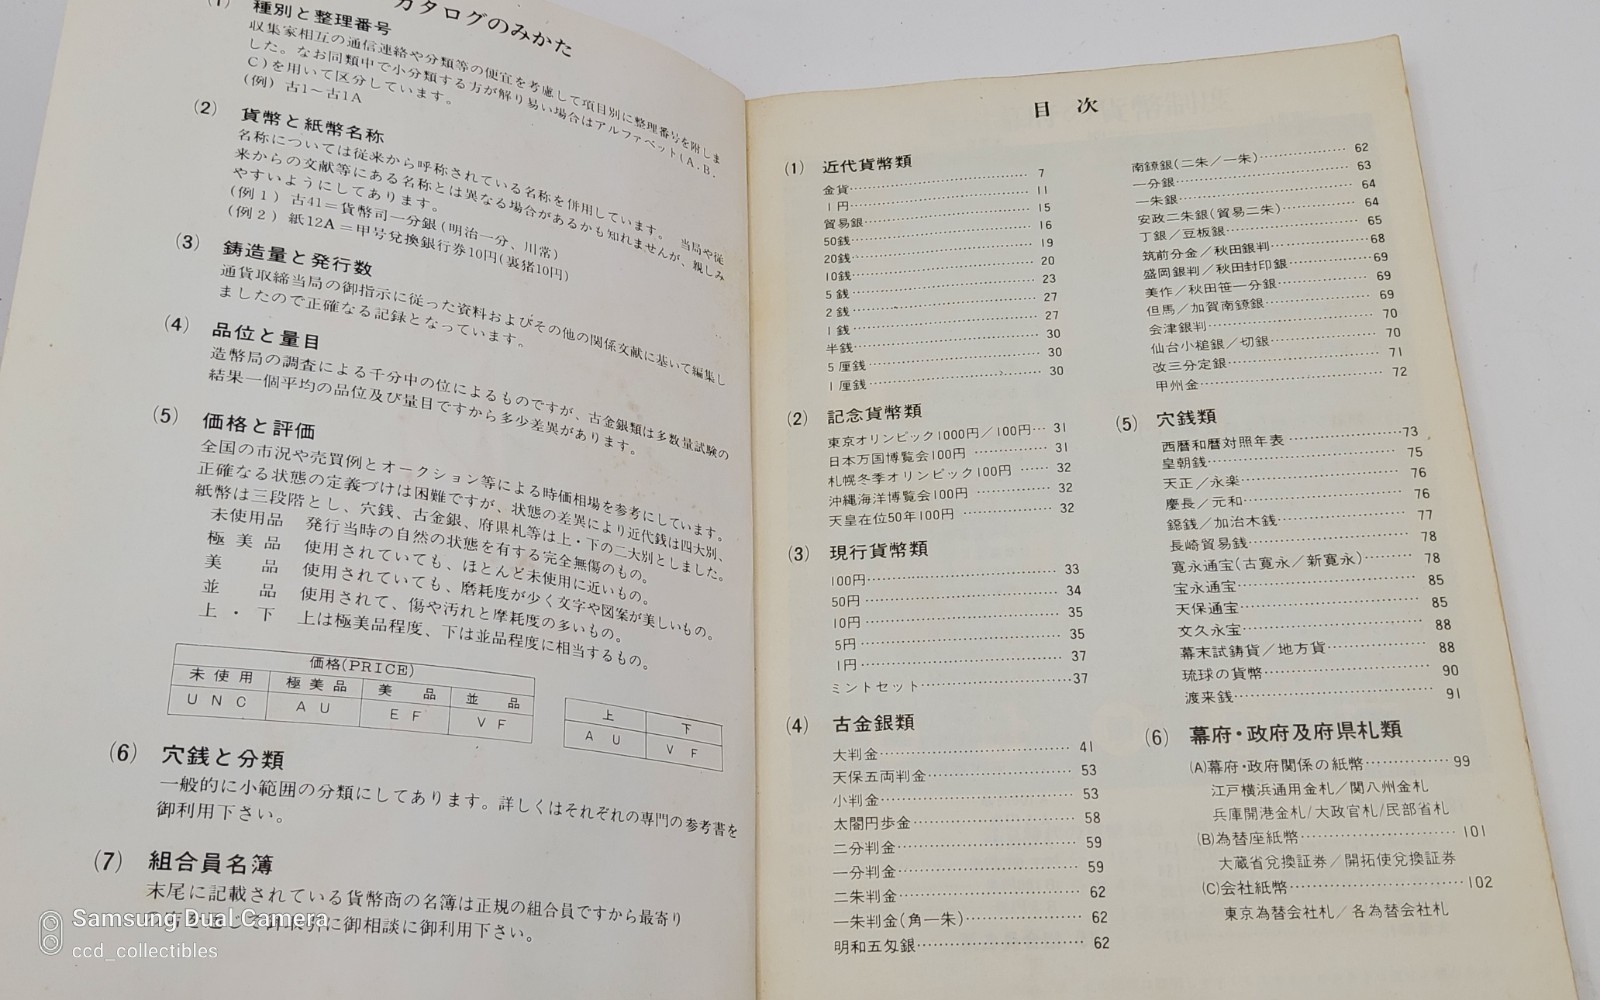 カタログのみかた
(1) 種別と整理番号
収集家相互の通信連絡や分類等の便宜を考慮して項目別に整理番号を附しま
した。なお同類中で小分類する方が解り易い場合はアルファベット(A.B.
C)を用いて区分しています。
(例) 古1〜古1A
(2) 貨幣と紙幣名称
名称については従来から呼称されている名称を併用しています。当局や従
来からの文献等にある名称とは異なる場合があるかも知れませんが、親しみ
やすいようにしてあります。
(例1) 古41=貨幣司一分銀(明治一分、川常)
(例2) 紙12A=甲号兌換銀行券10円(裏猪10円)
(3) 鋳造量と発行数
通貨取締当局の御指示に従った資料およびその他の関係文献に基いて編集し
ましたので正確なる記録となっています。
(4) 品位と量目
造幣局の調査による千分中の位によるものですが、古金銀類は多数量試験の
結果一個平均の品位及び量目ですから多少差異があります。
(5) 価格と評価
全国の市況や売買例とオークション等による時価相場を参考にしています。
正確なる状態の定義づけは困難ですが、状態の差異により近代銭は四大別、
紙幣は三段階とし、穴銭、古金銀、府県札等は上・下の二大別としました。
未使用品 発行当時の自然の状態を有する完全無傷のもの。
極美品 使用されていても、ほとんど未使用に近いもの。
美品 使用されていても、磨耗度が少く文字や図案が美しいもの。
並品 使用されて、傷や汚れと摩耗度の多いもの。
上・下 上は極美品程度、下は並品程度に相当するもの。
価格(PRICE)
未使用 極美品 美品 並品
UNC AU EF VF
上 下
AU VF
(6) 穴銭と分類
一般的に小範囲の分類にしてあります。詳しくはそれぞれの専門の参考書を
御利用下さい。
(7) 組合員名簿
末尾に記載されている貨幣商の名簿は正規の組合員ですから最寄り
に御相談に御利用下さい。
目 次
(1) 近代貨幣類
金貨 7
1円 11
貿易銀 15
50銭 16
20銭 19
10銭 20
5銭 23
2銭 27
1銭 27
半銭 30
5厘銭 30
1厘銭 30
(2) 記念貨幣類
東京オリンピック1000円/100円 31
日本万国博覧会100円 31
札幌冬季オリンピック100円 32
沖縄海洋博覧会100円 32
天皇在位50年100円 32
(3) 現行貨幣類
100円 33
50円 34
10円 35
5円 35
1円 37
ミントセット 37
(4) 古金銀類
大判金 41
天保五両判金 53
小判金 53
太閤円歩金 58
二分判金 59
一分判金 59
二朱判金 62
一朱判金(角一朱) 62
明和五匁銀 62
南鐐銀(二朱/一朱) 62
一分銀 63
一朱銀 64
安政二朱銀(貿易二朱) 64
丁銀/豆板銀 65
筑前分金/秋田銀判 68
盛岡銀判/秋田封印銀 69
美作/秋田笹一分銀 69
但馬/加賀南鐐銀 69
会津銀判 70
仙台小槌銀/切銀 70
改三分定銀 71
甲州金 72
(5) 穴銭類
西暦和暦対照年表 73
皇朝銭 75
天正/永楽 76
慶長/元和 76
鐚銭/加治木銭 77
長崎貿易銭 78
寛永通宝(古寛永/新寛永) 78
宝永通宝 85
天保通宝 85
文久永宝 88
幕末試鋳貨/地方貨 88
琉球の貨幣 90
渡来銭 91
(6) 幕府・政府及府県札類
(A)幕府・政府関係の紙幣 99
江戸横浜通用金札/関八州金札
兵庫開港金札/大政官札/民部省札
(B)為替座紙幣 101
大蔵省兌換証券/開拓使兌換証券
(C)会社紙幣 102
東京為替会社札/各為替会社札
Samsung Dual Camera
ccd_collectibles